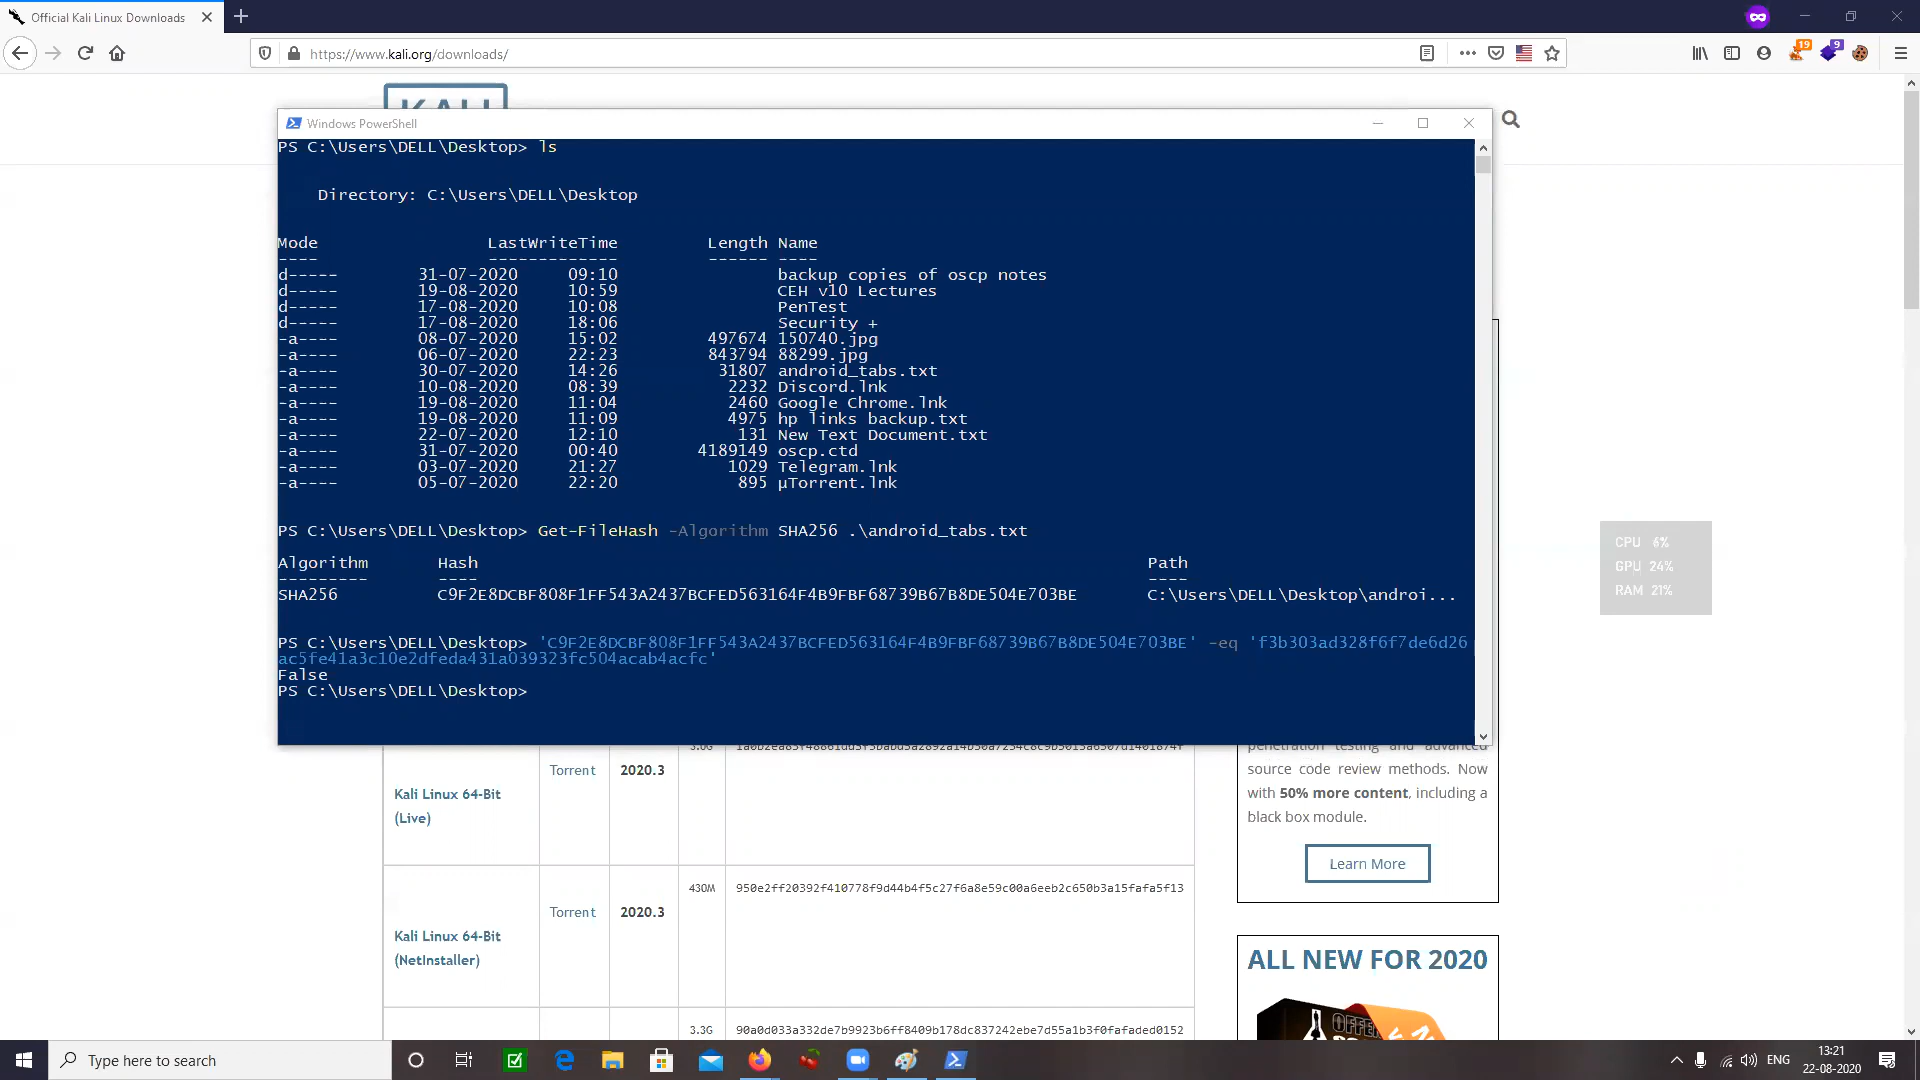 Official Kali Linux Downloads
https://www.kali.org/downloads/
19
9
KALI
Windows PowerShell
PS C:\Users\DELL\Desktop> ls
Directory: C:\Users\DELL\Desktop
Mode LastWriteTime Length Name
---- ------------- ------ ----
d----- 31-07-2020 09:10 backup copies of oscp notes
d----- 19-08-2020 10:59 CEH v10 Lectures
d----- 17-08-2020 10:08 PenTest
d----- 17-08-2020 18:06 Security +
-a---- 08-07-2020 15:02 497674 150740.jpg
-a---- 06-07-2020 22:23 843794 88299.jpg
-a---- 30-07-2020 14:26 31807 android_tabs.txt
-a---- 10-08-2020 08:39 2232 Discord.lnk
-a---- 19-08-2020 11:04 2460 Google Chrome.lnk
-a---- 19-08-2020 11:09 4975 hp links backup.txt
-a---- 22-07-2020 12:10 131 New Text Document.txt
-a---- 31-07-2020 00:40 4189149 oscp.ctd
-a---- 03-07-2020 21:27 1029 Telegram.lnk
-a---- 05-07-2020 22:20 895 µTorrent.lnk
PS C:\Users\DELL\Desktop> Get-FileHash -Algorithm SHA256 .\android_tabs.txt
Algorithm Hash Path
--------- ---- ----
SHA256 C9F2E8DCBF808F1FF543A2437BCFED563164F4B9FBF68739B67B8DE504E703BE C:\Users\DELL\Desktop\androi...
PS C:\Users\DELL\Desktop> 'C9F2E8DCBF808F1FF543A2437BCFED563164F4B9FBF68739B67B8DE504E703BE' -eq 'f3b303ad328f6f7de6d26
ac5fe41a3c10e2dfeda431a039323fc504acab4acfc'
False
PS C:\Users\DELL\Desktop>
CPU 6%
GPU 24%
RAM 21%
Kali Linux 64-Bit
(Live)
Torrent
2020.3
3.0G
Kali Linux 64-Bit
(NetInstaller)
Torrent
2020.3
430M
950e2ff20392f410778f9d44b4f5c27f6a8e59c00a6eeb2c650b3a15fafa5f13
3.3G
90a0d033a332de7b9923b6ff8409b178dc837242ebe7d55a1b3f0fafaded0152
penetration testing and advanced
source code review methods. Now
with 50% more content, including a
black box module.
Learn More
ALL NEW FOR 2020
Type here to search
ENG
13:21
22-08-2020